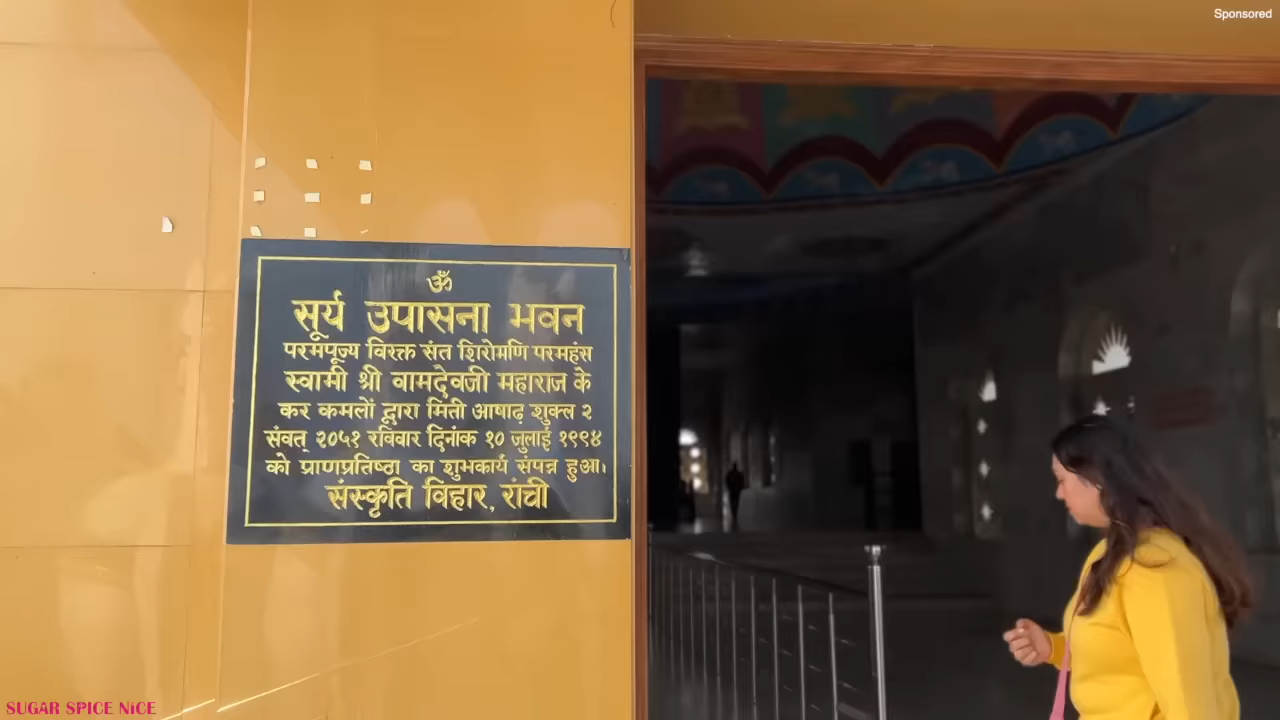 Sponsored
ॐ
सूर्य उपासना भवन
परमपूज्य विरक्त संत शिरोमणि परमहंस
स्वामी श्री वामदेवजी महाराज के
कर कमलों द्वारा मिती आषाढ़ शुक्ल २
संवत् २०५१ रविवार दिनांक १० जुलाई १९९४
को प्राणप्रतिष्ठा का शुभकार्य संपन्न हुआ।
संस्कृति विहार, रांची
SUGAR SPICE NiCE